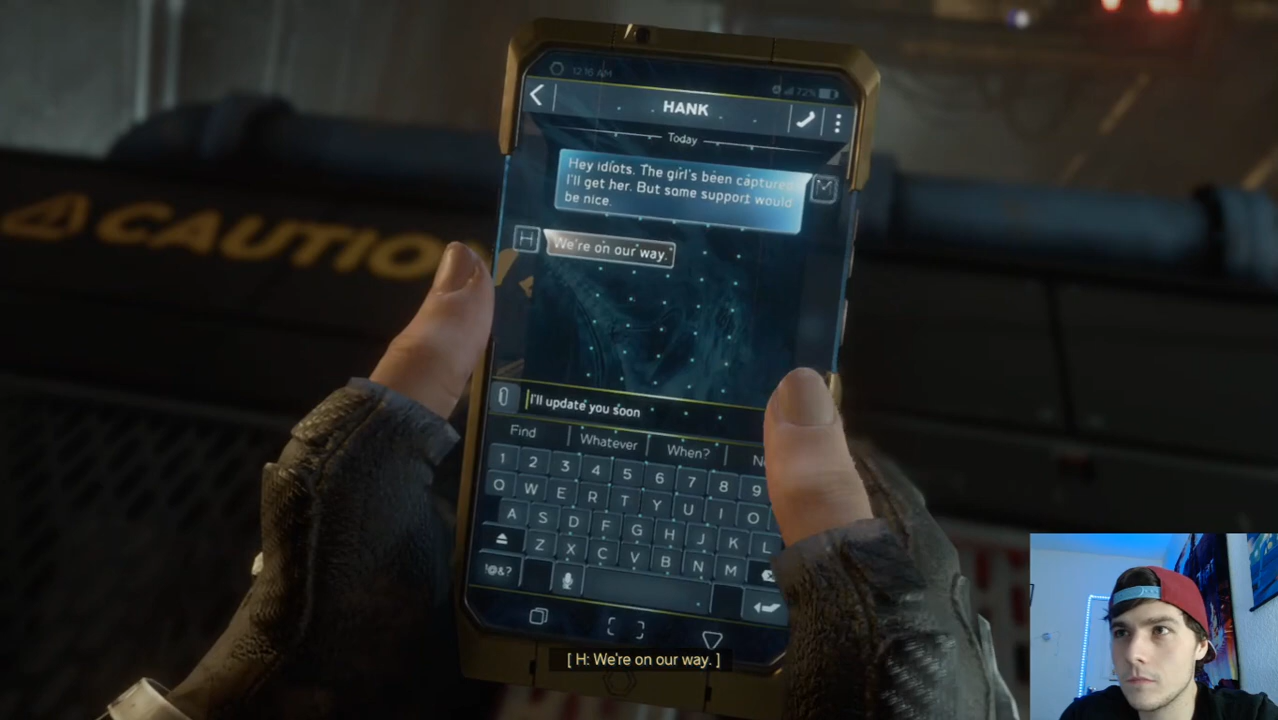 12:16 AM
72%
HANK
Today
Hey idiots. The girl's been captured.
I'll get her. But some support would
be nice.
H
We're on our way.
CAUTION
I'll update you soon
Find Whatever When?
1 2 3 4 5 6 7 8 9
Q W E R T Y U I O
A S D F G H J K L
Z X C V B N M
!@&?
[ H: We're on our way. ]